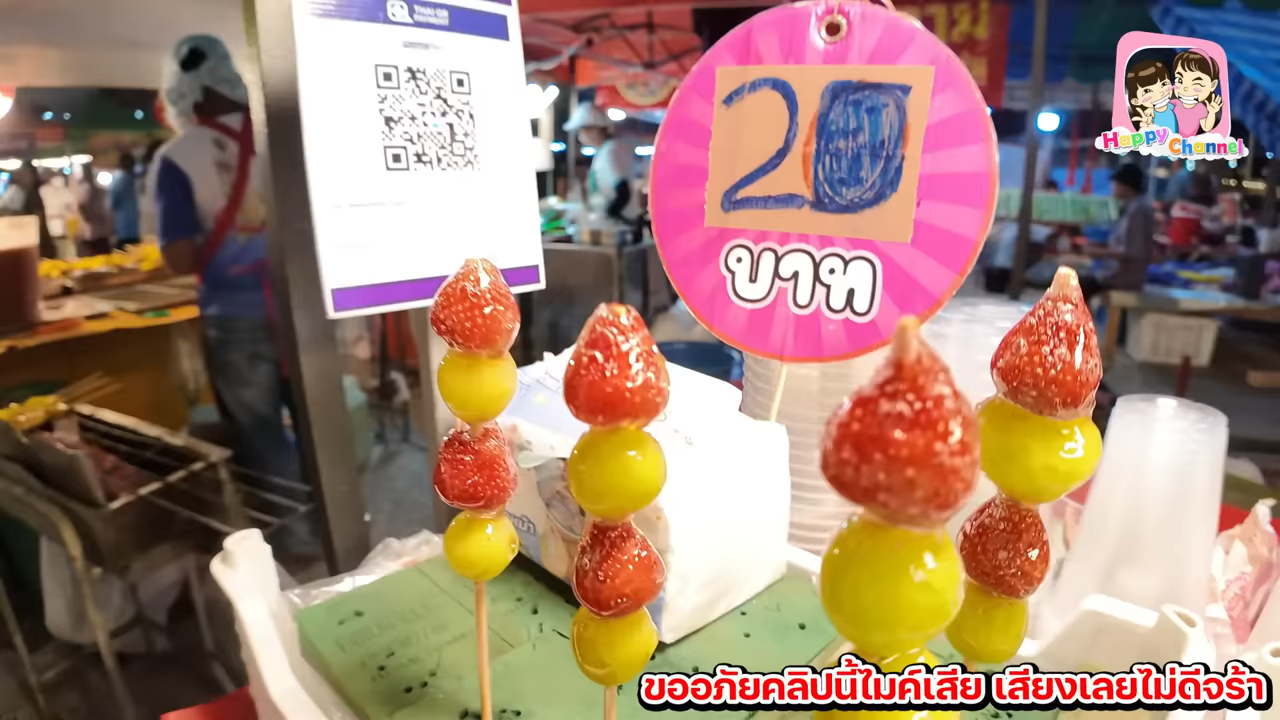 THAI QR
PAYMENT
20
บาท
Happy Channel
ขออภัยคลิปนี้ไมค์เสีย เสียงเลยไม่ดีจร้า